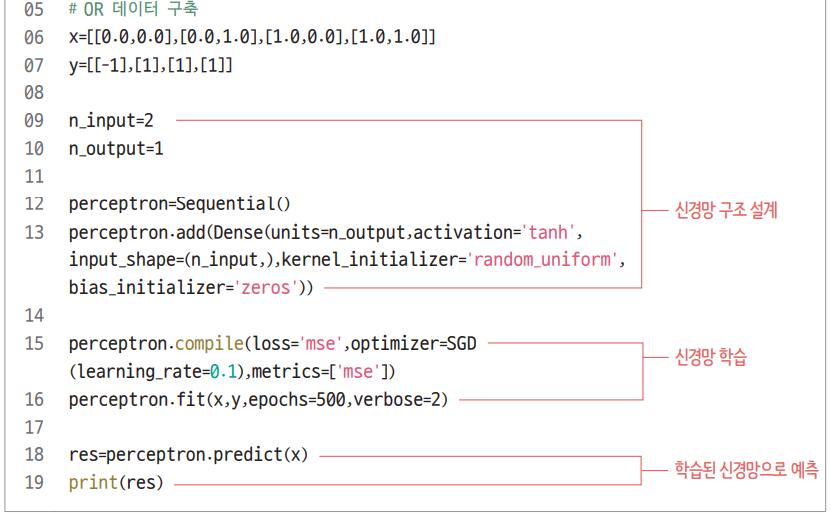 05 # OR 데이터 구축
06 x=[[0.0,0.0],[0.0,1.0],[1.0,0.0],[1.0,1.0]]
07 y=[[-1],[1],[1],[1]]
08
09 n_input=2
10 n_output=1
11
12 perceptron=Sequential()
신경망 구조 설계
13 perceptron.add(Dense(units=n_output,activation='tanh',
input_shape=(n_input,),kernel_initializer='random_uniform',
bias_initializer='zeros'))
14
15 perceptron.compile(loss='mse',optimizer=SGD
신경망 학습
(learning_rate=0.1),metrics=['mse'])
16 perceptron.fit(x,y,epochs=500,verbose=2)
17
18 res=perceptron.predict(x)
학습된 신경망으로 예측
19 print(res)